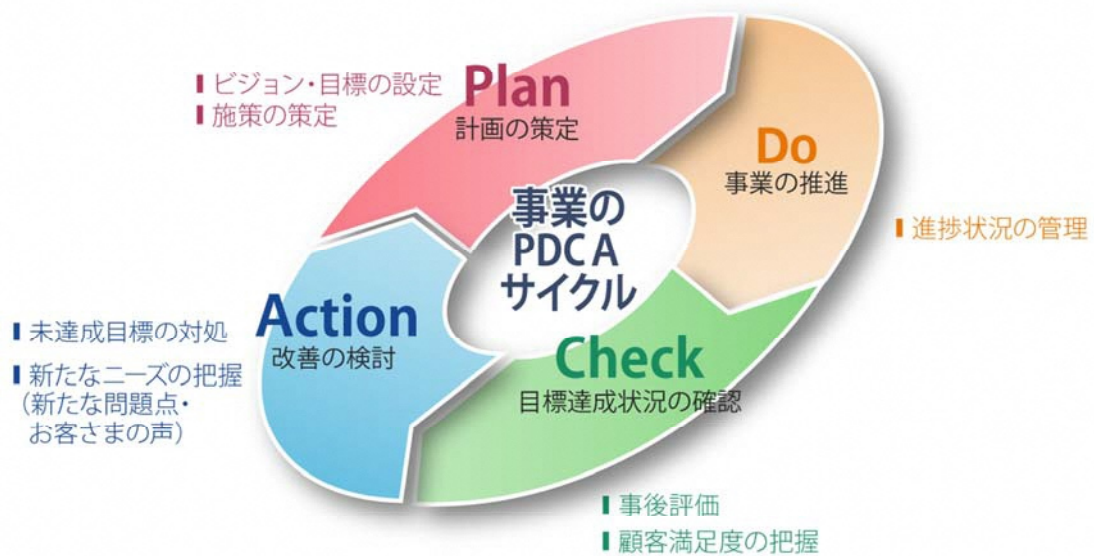 ▮ビジョン・目標の設定
▮施策の策定
Plan
計画の策定
Do
事業の推進
▮進捗状況の管理
事業の
PDCA
サイクル
Action
改善の検討
▮未達成目標の対処
▮新たなニーズの把握
(新たな問題点・
お客さまの声)
Check
目標達成状況の確認
▮事後評価
▮顧客満足度の把握